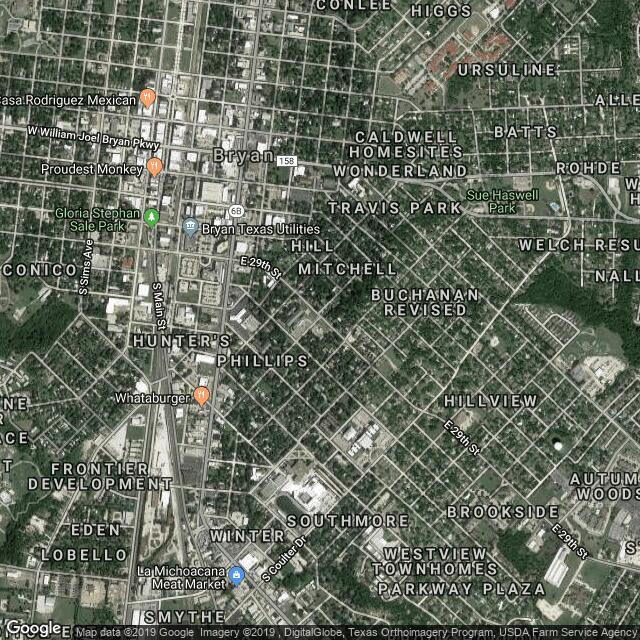 CONLEE
HIGGS
URSULINE
Casa Rodriguez Mexican
ALLE
W William Joel Bryan Pkwy
CALDWELL
HOMESITES
BATTS
Bryan
158
Proudest Monkey
WONDERLAND
ROHDE
Sue Haswell
Park
TRAVIS PARK
Gloria Stephan
Sale Park
6B
Bryan Texas Utilities
HILL
WELCH RESU
CONICO
S Sims Ave
E 29th St
MITCHELL
NALL
S Main St
BUCHANAN
REVISED
HUNTER'S
PHILLIPS
Whataburger
HILLVIEW
NE
ACE
E 29th St
FRONTIER
DEVELOPMENT
AUTUM
WOODS
BROOKSIDE
SOUTHMORE
EDEN
WINTER
E 29th St
LOBELLO
S Coulter Dr
WESTVIEW
TOWNHOMES
La Michoacana
Meat Market
PARKWAY PLAZA
SMYTHE
Google
Map data ©2019 Google Imagery ©2019 , DigitalGlobe, Texas Orthoimagery Program, USDA Farm Service Agency